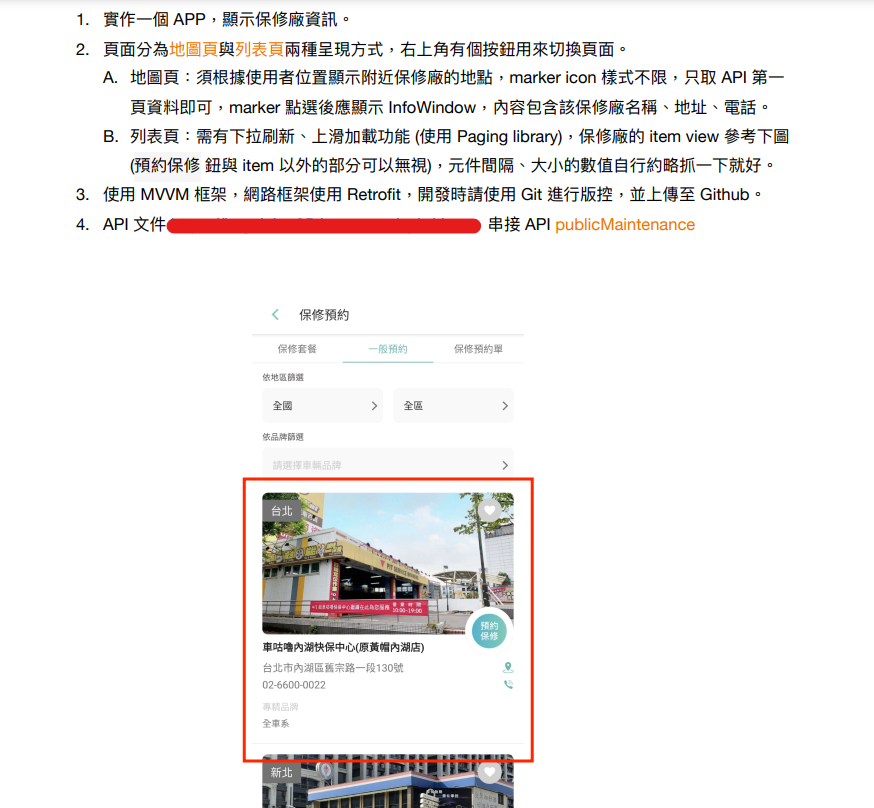 1. 實作一個 APP，顯示保修廠資訊。
2. 頁面分為地圖頁與列表頁兩種呈現方式，右上角有個按鈕用來切換頁面。
A. 地圖頁：須根據使用者位置顯示附近保修廠的地點，marker icon 樣式不限，只取 API 第一
頁資料即可，marker 點選後應顯示 InfoWindow，內容包含該保修廠名稱、地址、電話。
B. 列表頁：需有下拉刷新、上滑加載功能 (使用 Paging library)，保修廠的 item view 參考下圖
(預約保修 鈕與 item 以外的部分可以無視)，元件間隔、大小的數值自行約略抓一下就好。
3. 使用 MVVM 框架，網路框架使用 Retrofit，開發時請使用 Git 進行版控，並上傳至 Github。
4. API 文件 串接 API publicMaintenance
保修預約
保修套餐 一般預約 保修預約單
依地區篩選
全國 全區
依品牌篩選
請選擇車輛品牌
台北
10:00-19:00
預約
保修
車咕嚕內湖快保中心(原黃帽內湖店)
台北市內湖區舊宗路一段130號
02-6600-0022
專精品牌
全車系
新北